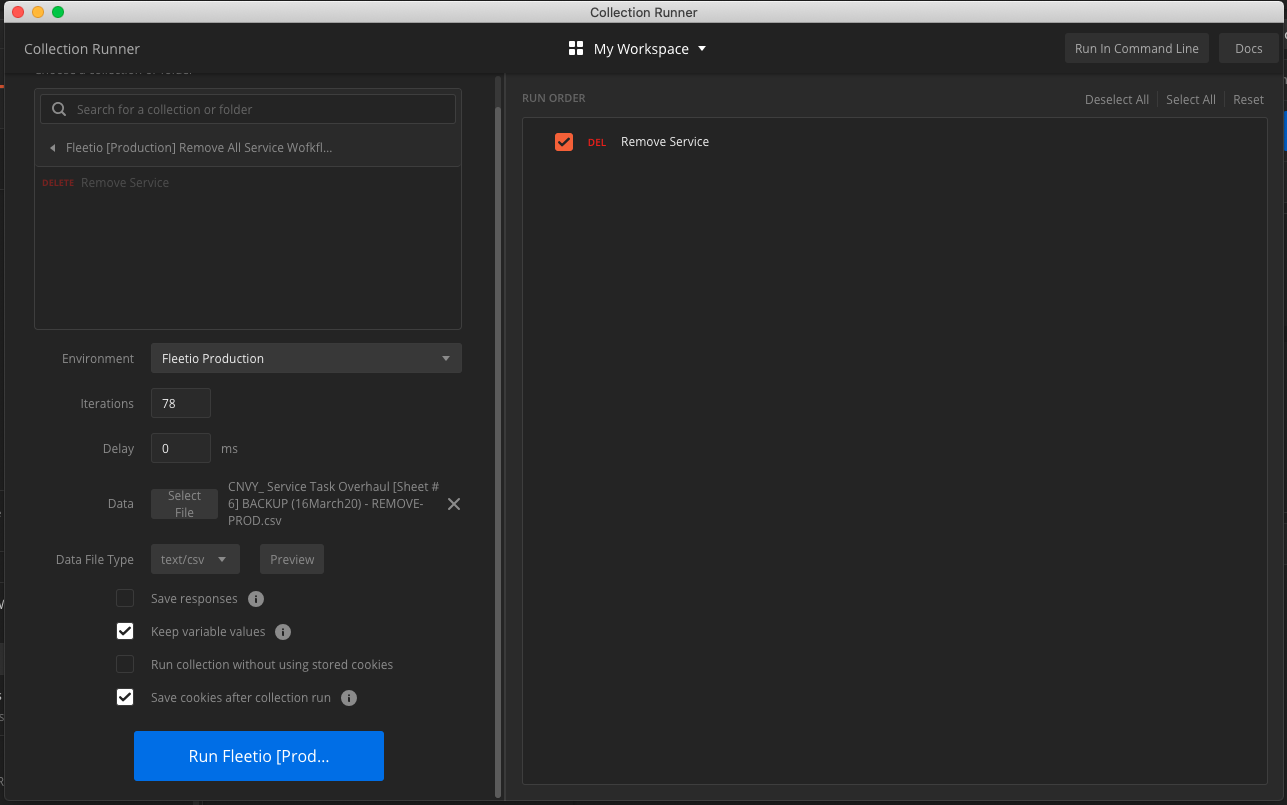 Collection Runner
Collection Runner
My Workspace
Run In Command Line
Docs
Search for a collection or folder
Fleetio [Production] Remove All Service Wofkfl...
DELETE Remove Service
Environment
Fleetio Production
Iterations
78
Delay
0
ms
Data
Select
File
CNVY_ Service Task Overhaul [Sheet #
6] BACKUP (16March20) - REMOVE-
PROD.csv
Data File Type
text/csv
Preview
Save responses
Keep variable values
Run collection without using stored cookies
Save cookies after collection run
Run Fleetio [Prod...
RUN ORDER
Deselect All
Select All
Reset
DEL Remove Service